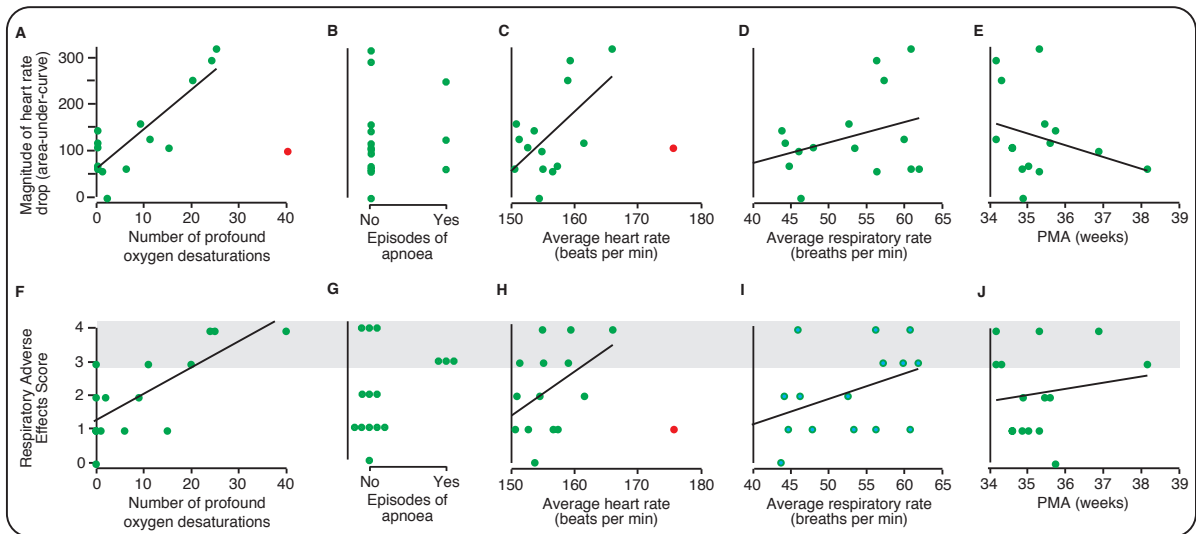 A
B
C
D
E
Magnitude of heart rate
drop (area-under-curve)
300
200
100
0
0 10 20 30 40
No Yes
150 160 170 180
40 45 50 55 60 65
34 35 36 37 38 39
Number of profound
oxygen desaturations
Episodes of
apnoea
Average heart rate
(beats per min)
Average respiratory rate
(breaths per min)
PMA (weeks)
F
G
H
I
J
Respiratory Adverse
Effects Score
4
3
2
1
0
0 10 20 30 40
No Yes
150 160 170 180
40 45 50 55 60 65
34 35 36 37 38 39
Number of profound
oxygen desaturations
Episodes of
apnoea
Average heart rate
(beats per min)
Average respiratory rate
(breaths per min)
PMA (weeks)